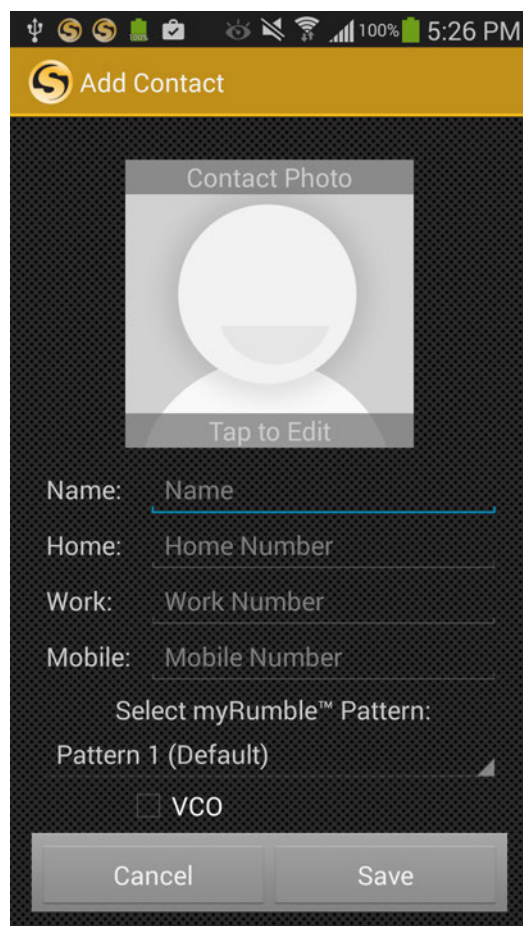 100% 5:26 PM
Add Contact
Contact Photo
Tap to Edit
Name: Name
Home: Home Number
Work: Work Number
Mobile: Mobile Number
Select myRumble™ Pattern:
Pattern 1 (Default)
VCO
Cancel Save